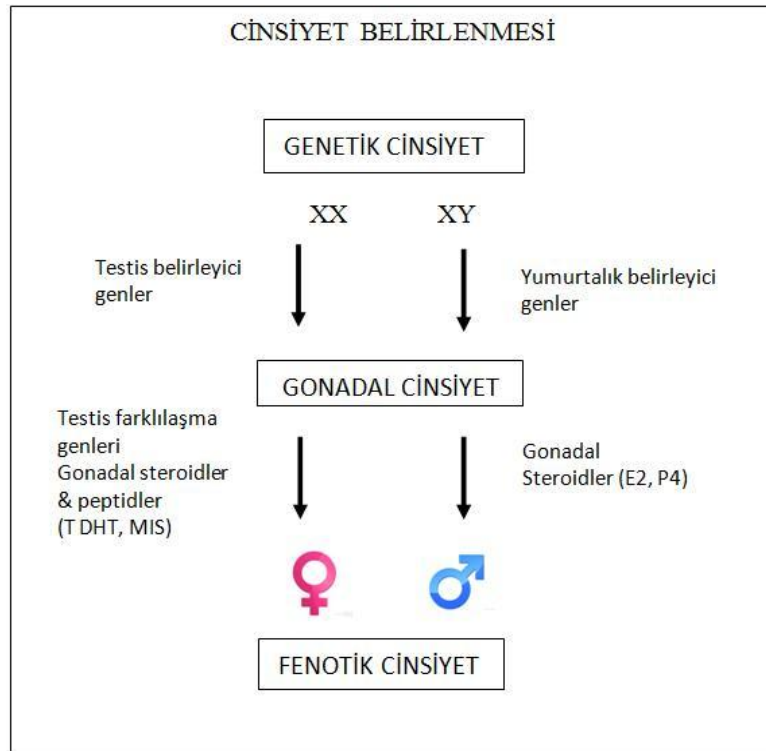 CİNSİYET BELİRLENMESİ
GENETİK CİNSİYET
XX XY
Testis belirleyici
genler
Yumurtalık belirleyici
genler
GONADAL CİNSİYET
Testis farklılaşma
genleri
Gonadal steroidler
& peptidler
(T DHT, MIS)
Gonadal
Steroidler (E2, P4)
FENOTİK CİNSİYET